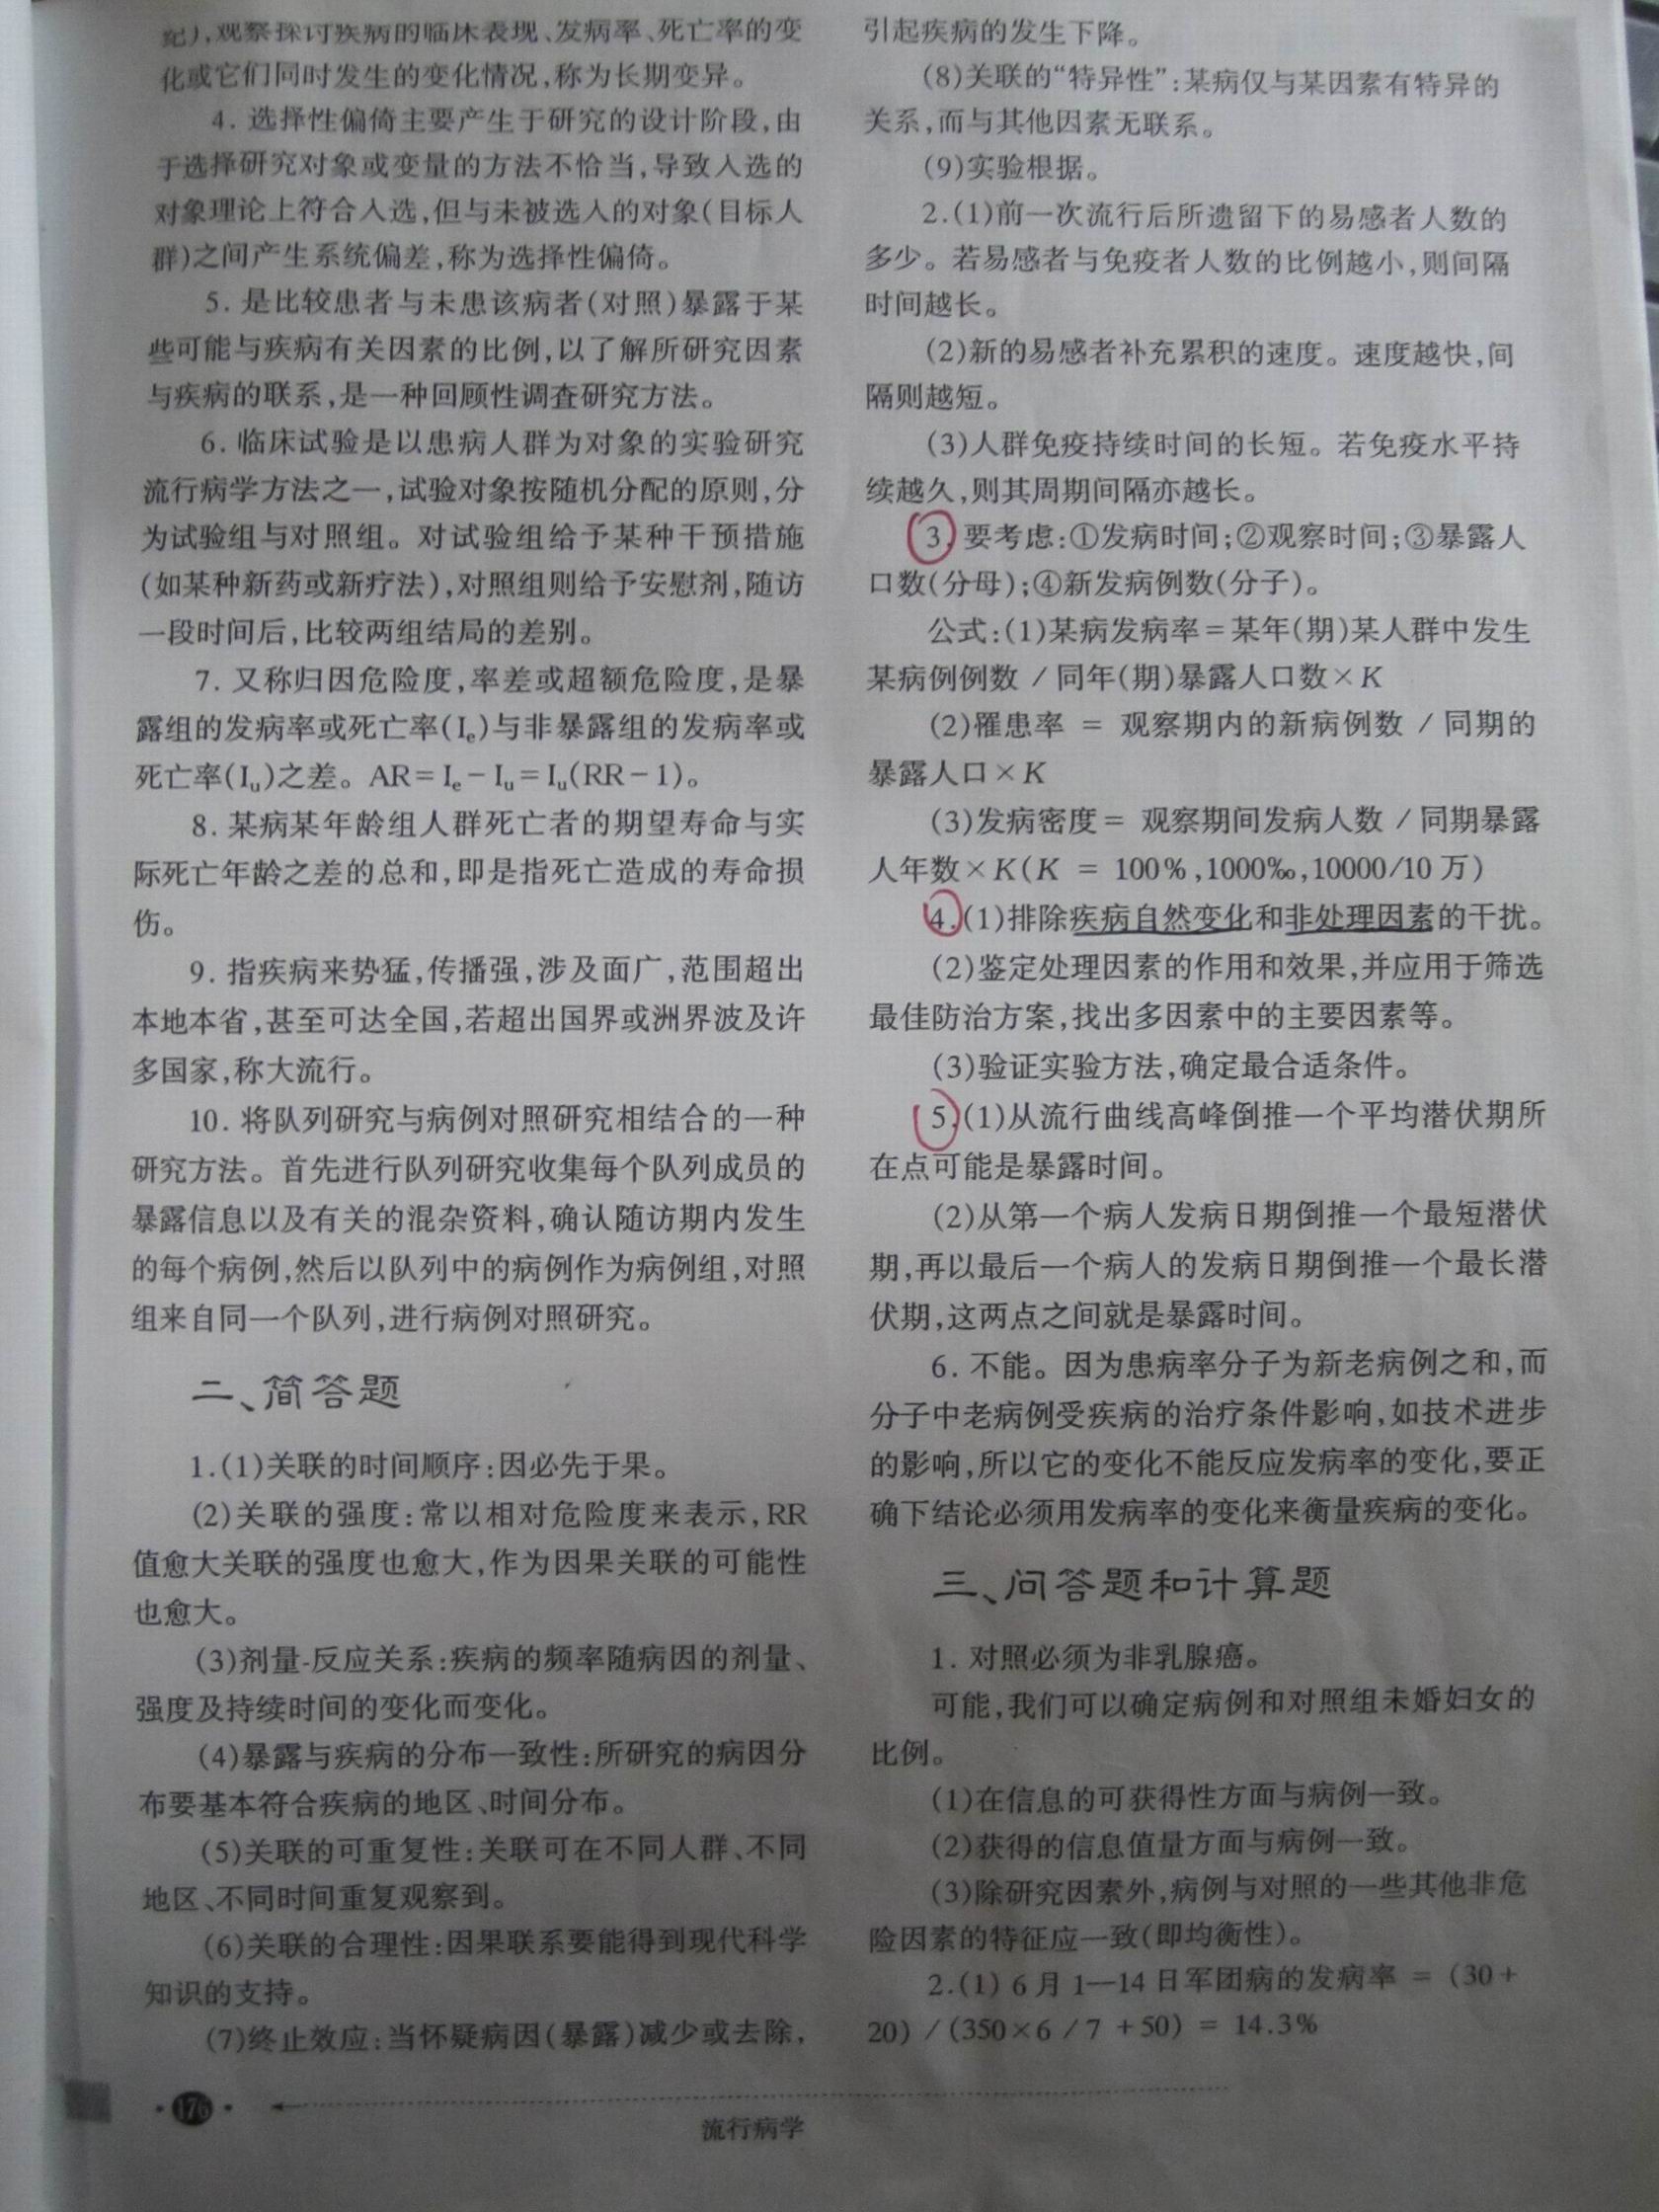 纪),观察探讨疾病的临床表现、发病率、死亡率的变
化或它们同时发生的变化情况,称为长期变异。
4. 选择性偏倚主要产生于研究的设计阶段,由
于选择研究对象或变量的方法不恰当,导致入选的
对象理论上符合入选,但与未被选入的对象(目标人
群)之间产生系统偏差,称为选择性偏倚。
5. 是比较患者与未患该病者(对照)暴露于某
些可能与疾病有关因素的比例,以了解所研究因素
与疾病的联系,是一种回顾性调查研究方法。
6. 临床试验是以患病人群为对象的实验研究
流行病学方法之一,试验对象按随机分配的原则,分
为试验组与对照组。对试验组给予某种干预措施
(如某种新药或新疗法),对照组则给予安慰剂,随访
一段时间后,比较两组结局的差别。
7. 又称归因危险度,率差或超额危险度,是暴
露组的发病率或死亡率(Iₑ)与非暴露组的发病率或
死亡率(Iᵤ)之差。AR=Iₑ-Iᵤ=Iᵤ(RR-1)。
8. 某病某年龄组人群死亡者的期望寿命与实
际死亡年龄之差的总和,即是指死亡造成的寿命损
伤。
9. 指疾病来势猛,传播强,涉及面广,范围超出
本地本省,甚至可达全国,若超出国界或洲界波及许
多国家,称大流行。
10. 将队列研究与病例对照研究相结合的一种
研究方法。首先进行队列研究收集每个队列成员的
暴露信息以及有关的混杂资料,确认随访期内发生
的每个病例,然后以队列中的病例作为病例组,对照
组来自同一个队列,进行病例对照研究。
二、简答题
1.(1)关联的时间顺序:因必先于果。
(2)关联的强度:常以相对危险度来表示,RR
值愈大关联的强度也愈大,作为因果关联的可能性
也愈大。
(3)剂量-反应关系:疾病的频率随病因的剂量、
强度及持续时间的变化而变化。
(4)暴露与疾病的分布一致性:所研究的病因分
布要基本符合疾病的地区、时间分布。
(5)关联的可重复性:关联可在不同人群、不同
地区、不同时间重复观察到。
(6)关联的合理性:因果联系要能得到现代科学
知识的支持。
(7)终止效应:当怀疑病因(暴露)减少或去除,
引起疾病的发生下降。
(8)关联的“特异性”:某病仅与某因素有特异的
关系,而与其他因素无联系。
(9)实验根据。
2.(1)前一次流行后所遗留下的易感者人数的
多少。若易感者与免疫者人数的比例越小,则间隔
时间越长。
(2)新的易感者补充累积的速度。速度越快,间
隔则越短。
(3)人群免疫持续时间的长短。若免疫水平持
续越久,则其周期间隔亦越长。
3. 要考虑:①发病时间;②观察时间;③暴露人
口数(分母);④新发病例数(分子)。
公式:(1)某病发病率=某年(期)某人群中发生
某病例例数 / 同年(期)暴露人口数×K
(2)罹患率 = 观察期内的新病例数 / 同期的
暴露人口×K
(3)发病密度= 观察期间发病人数 / 同期暴露
人年数×K(K = 100%,1000‰,10000/10 万)
4.(1)排除疾病自然变化和非处理因素的干扰。
(2)鉴定处理因素的作用和效果,并应用于筛选
最佳防治方案,找出多因素中的主要因素等。
(3)验证实验方法,确定最合适条件。
5.(1)从流行曲线高峰倒推一个平均潜伏期所
在点可能是暴露时间。
(2)从第一个病人发病日期倒推一个最短潜伏
期,再以最后一个病人的发病日期倒推一个最长潜
伏期,这两点之间就是暴露时间。
6. 不能。因为患病率分子为新老病例之和,而
分子中老病例受疾病的治疗条件影响,如技术进步
的影响,所以它的变化不能反应发病率的变化,要正
确下结论必须用发病率的变化来衡量疾病的变化。
三、问答题和计算题
1. 对照必须为非乳腺癌。
可能,我们可以确定病例和对照组未婚妇女的
比例。
(1)在信息的可获得性方面与病例一致。
(2)获得的信息值量方面与病例一致。
(3)除研究因素外,病例与对照的一些其他非危
险因素的特征应一致(即均衡性)。
2.(1) 6 月 1—14 日军团病的发病率 = (30+
20) / (350×6 / 7 +50) = 14.3%
176
流行病学